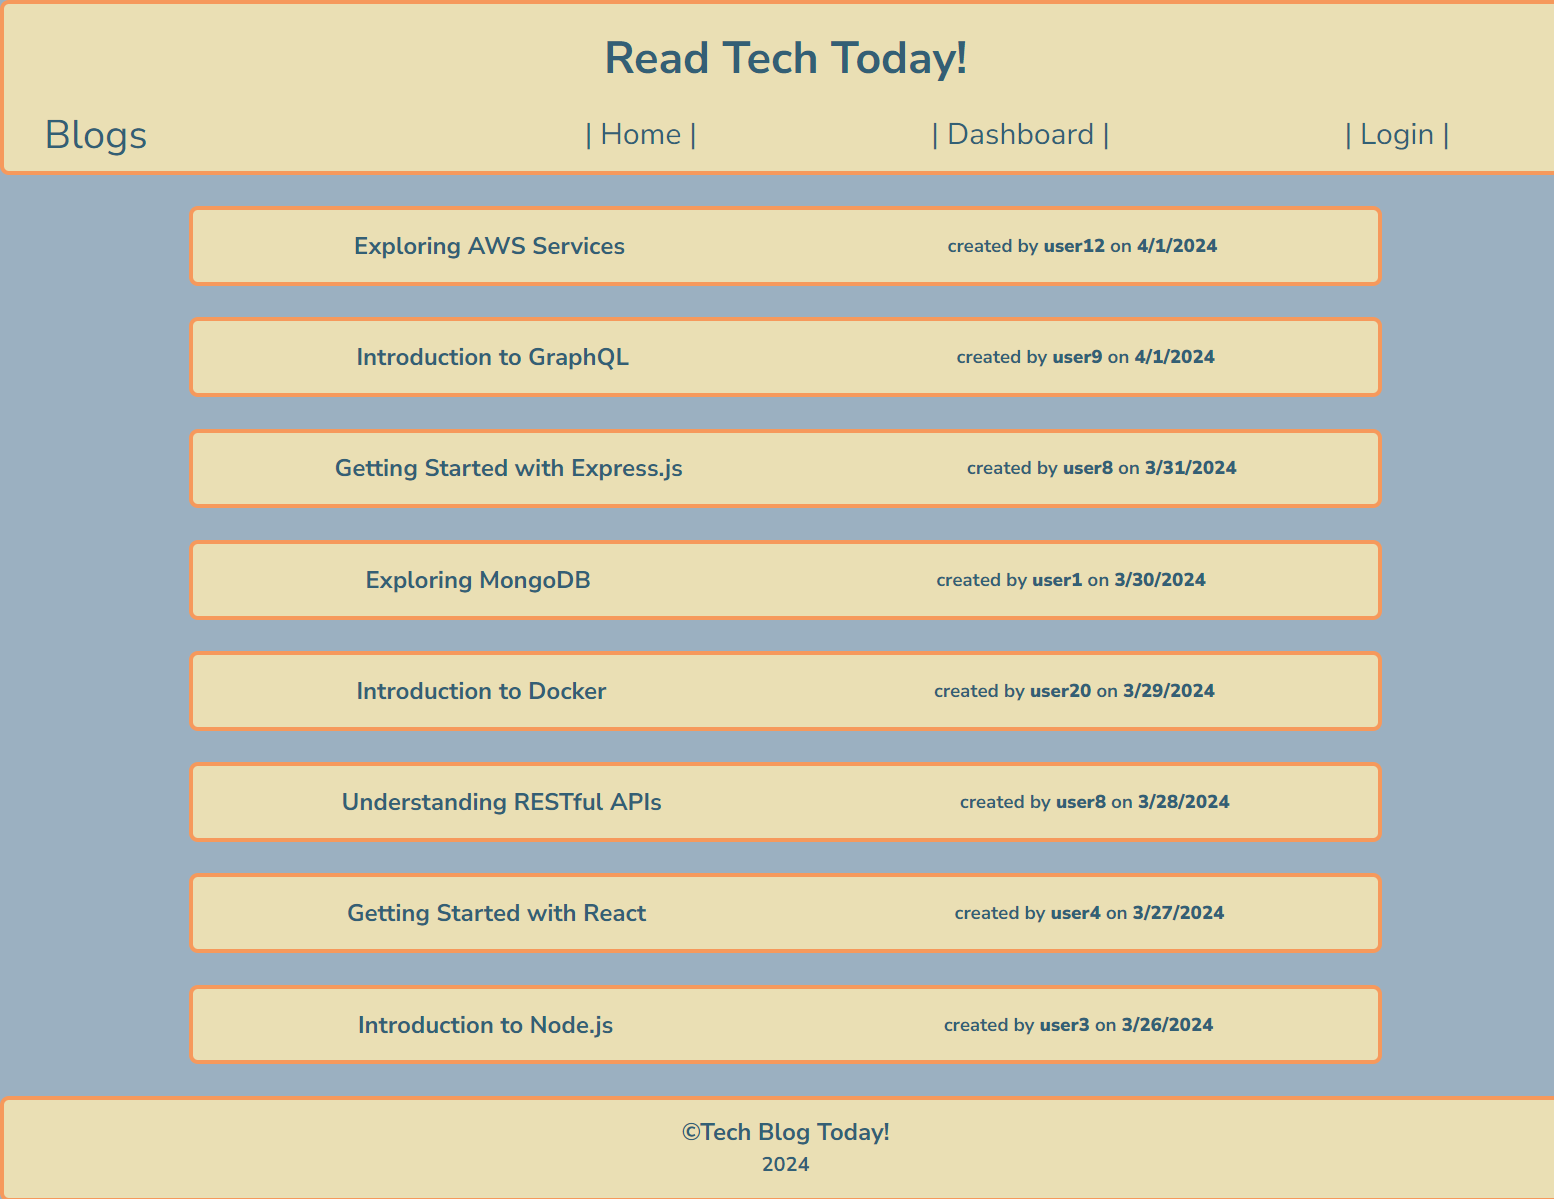 Read Tech Today!
Blogs | Home | | Dashboard | | Login |
Exploring AWS Services created by user12 on 4/1/2024
Introduction to GraphQL created by user9 on 4/1/2024
Getting Started with Express.js created by user8 on 3/31/2024
Exploring MongoDB created by user1 on 3/30/2024
Introduction to Docker created by user20 on 3/29/2024
Understanding RESTful APIs created by user8 on 3/28/2024
Getting Started with React created by user4 on 3/27/2024
Introduction to Node.js created by user3 on 3/26/2024
©Tech Blog Today!
2024